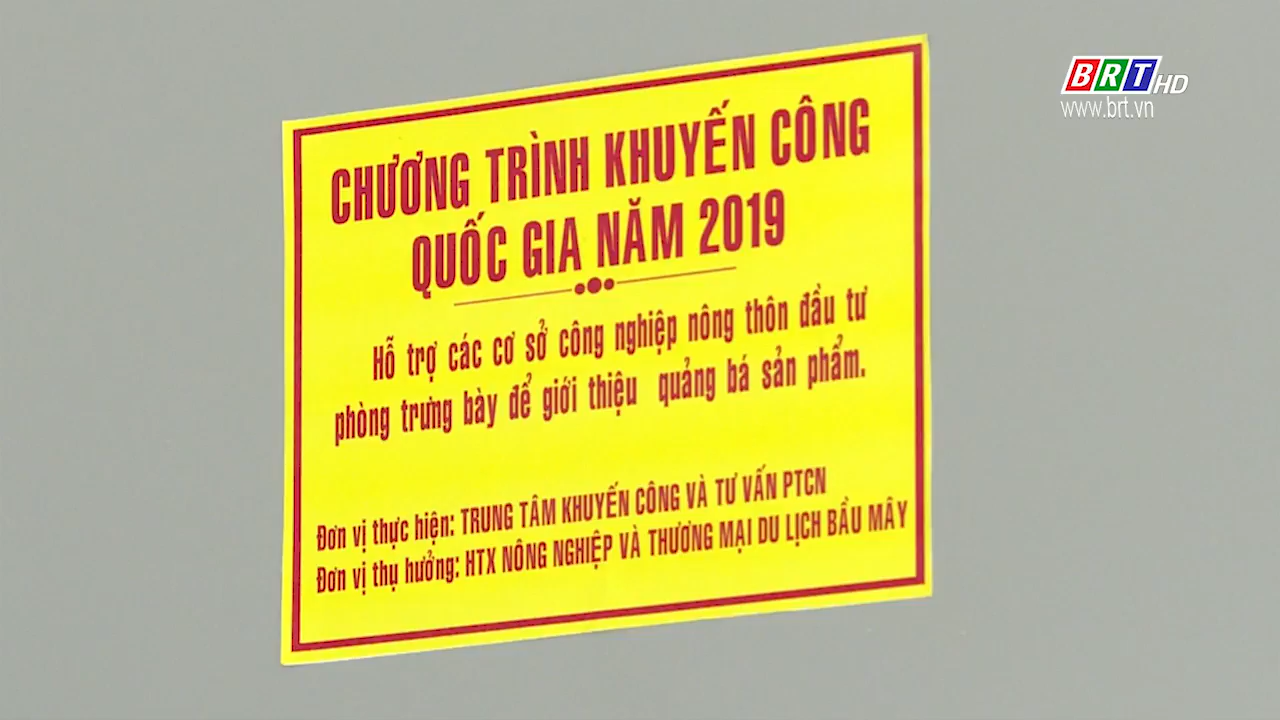 BRT HD
www.brt.vn
CHƯƠNG TRÌNH KHUYẾN CÔNG
QUỐC GIA NĂM 2019
Hỗ trợ các cơ sở công nghiệp nông thôn đầu tư
phòng trưng bày để giới thiệu quảng bá sản phẩm.
Đơn vị thực hiện: TRUNG TÂM KHUYẾN CÔNG VÀ TƯ VẤN PTCN
Đơn vị thụ hưởng: HTX NÔNG NGHIỆP VÀ THƯƠNG MẠI DU LỊCH BẦU MÂY